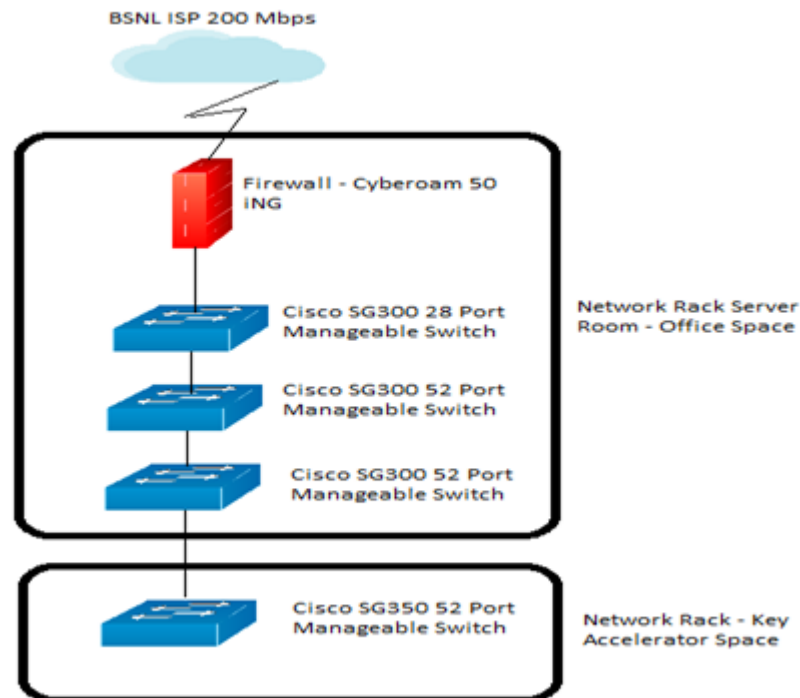 BSNL ISP 200 Mbps
Firewall - Cyberoam 50
iNG
Cisco SG300 28 Port
Manageable Switch
Network Rack Server
Room - Office Space
Cisco SG300 52 Port
Manageable Switch
Cisco SG300 52 Port
Manageable Switch
Cisco SG350 52 Port
Manageable Switch
Network Rack - Key
Accelerator Space